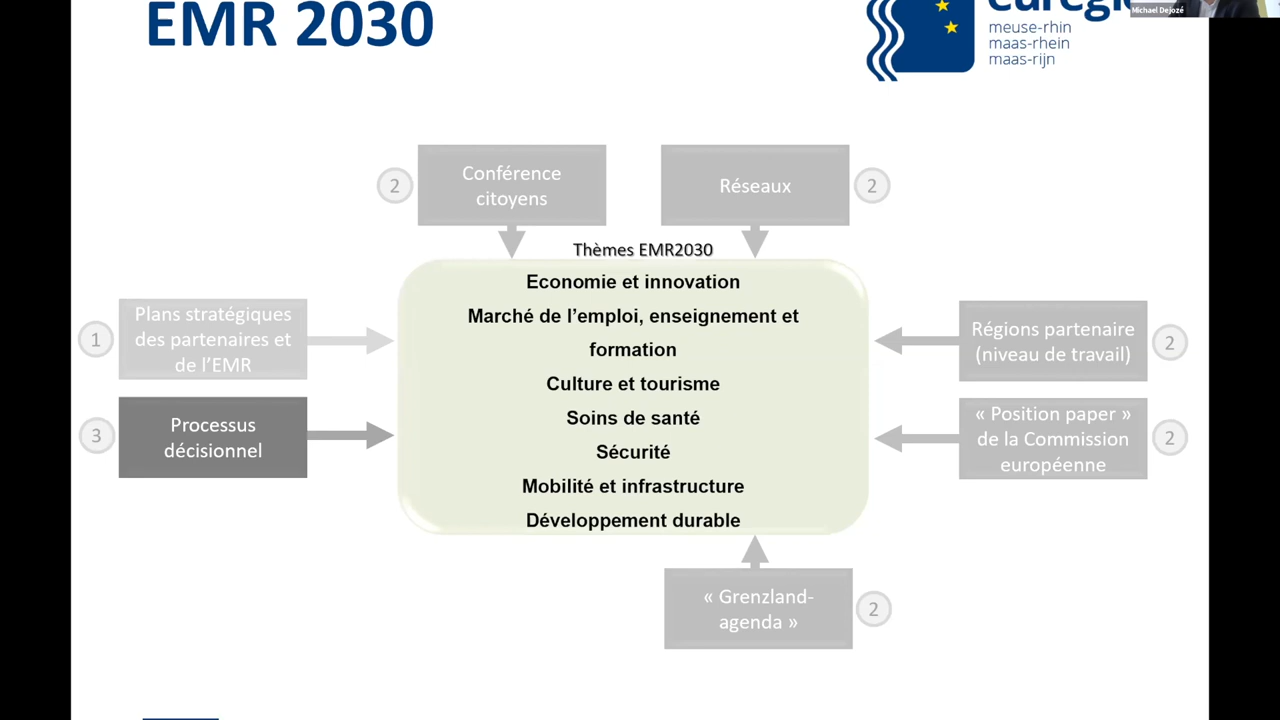 EMR 2030
meuse-rhin
maas-rhein
maas-rijn
Michael Dejozé
2
Conférence
citoyens
Réseaux
2
Thèmes EMR2030
Economie et innovation
Marché de l’emploi, enseignement et
formation
Culture et tourisme
Soins de santé
Sécurité
Mobilité et infrastructure
Développement durable
1
Plans stratégiques
des partenaires et
de l’EMR
3
Processus
décisionnel
Régions partenaire
(niveau de travail)
2
« Position paper »
de la Commission
européenne
2
« Grenzland-
agenda »
2